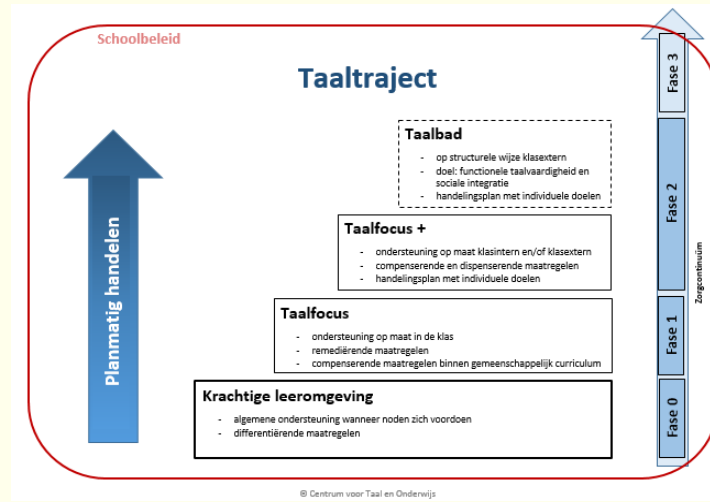 Schoolbeleid
Taaltraject
Planmatig handelen
Taalbad
- op structurele wijze klasextern
- doel: functionele taalvaardigheid en
sociale integratie
- handelingsplan met individuele doelen
Taalfocus +
- ondersteuning op maat klasintern en/of klasextern
- compenserende en dispenserende maatregelen
- handelingsplan met individuele doelen
Taalfocus
- ondersteuning op maat in de klas
- remediërende maatregelen
- compenserende maatregelen binnen gemeenschappelijk curriculum
Krachtige leeromgeving
- algemene ondersteuning wanneer noden zich voordoen
- differentiërende maatregelen
Fase 3
Fase 2
Fase 1
Fase 0
Zorgcontinuüm
© Centrum voor Taal en Onderwijs